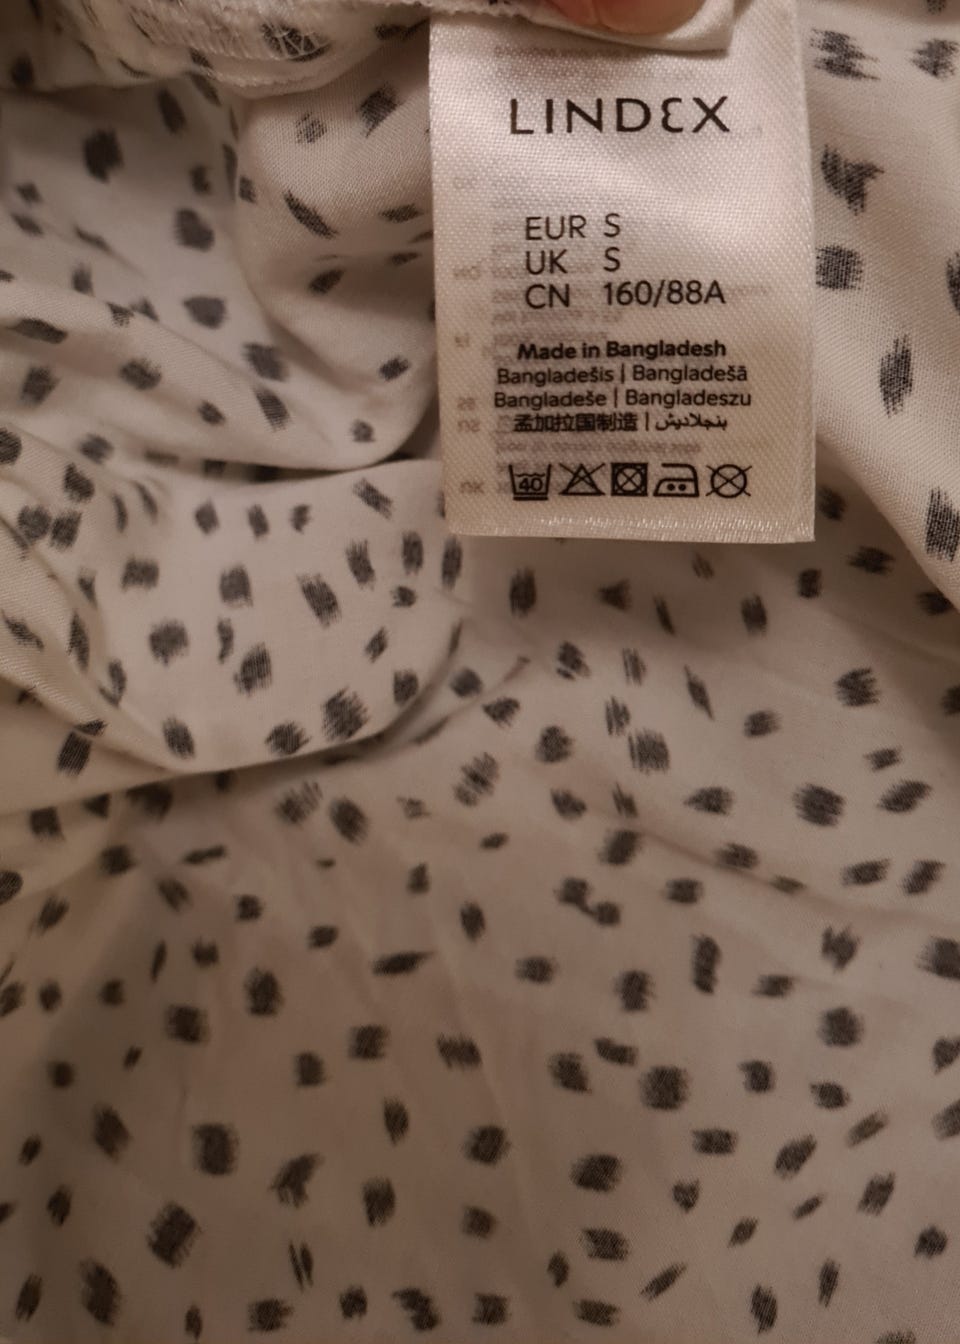 LINDEX
EUR S
UK S
CN 160/88A
Made in Bangladesh
Bangladešis | Bangladešā
Bangladeše | Bangladeszu
孟加拉国制造 | بنجلاديش
40